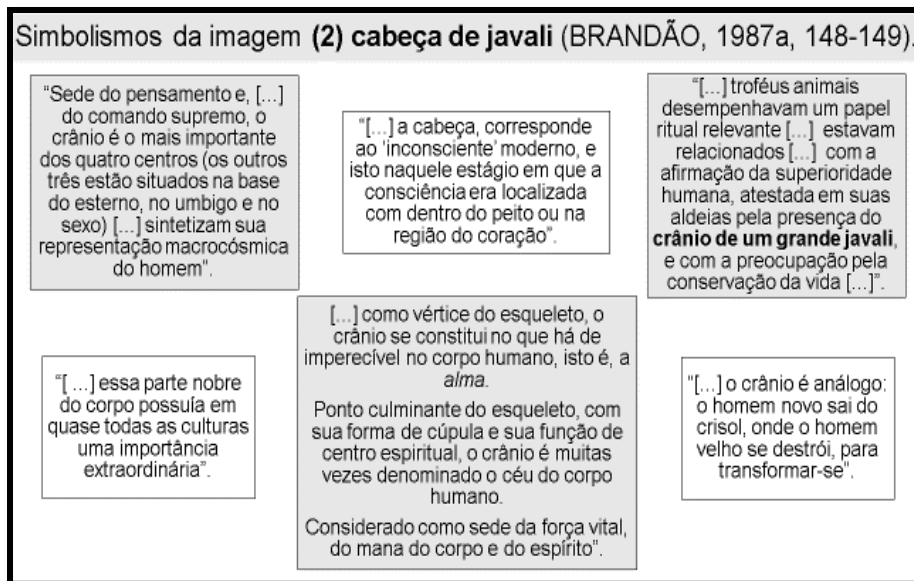 Simbolismos da imagem (2) cabeça de javali (BRANDÃO, 1987a, 148-149).
“Sede do pensamento e, [...]
do comando supremo, o
crânio é o mais importante
dos quatro centros (os outros
três estão situados na base
do esterno, no umbigo e no
sexo) [...] sintetizam sua
representação macrocósmica
do homem”.
“[...] a cabeça, corresponde
ao ‘inconsciente’ moderno, e
isto naquele estágio em que a
consciência era localizada
com dentro do peito ou na
região do coração”.
“[...] troféus animais
desempenhavam um papel
ritual relevante [...] estavam
relacionados [...] com a
afirmação da superioridade
humana, atestada em suas
aldeias pela presença do
crânio de um grande javali,
e com a preocupação pela
conservação da vida [...]”.
“[ ...] essa parte nobre
do corpo possuía em
quase todas as culturas
uma importância
extraordinária”.
[...] como vértice do esqueleto, o
crânio se constitui no que há de
imperecível no corpo humano, isto é, a
alma.
Ponto culminante do esqueleto, com
sua forma de cúpula e sua função de
centro espiritual, o crânio é muitas
vezes denominado o céu do corpo
humano.
Considerado como sede da força vital,
do mana do corpo e do espírito”.
“[...] o crânio é análogo:
o homem novo sai do
crisol, onde o homem
velho se destrói, para
transformar-se”.